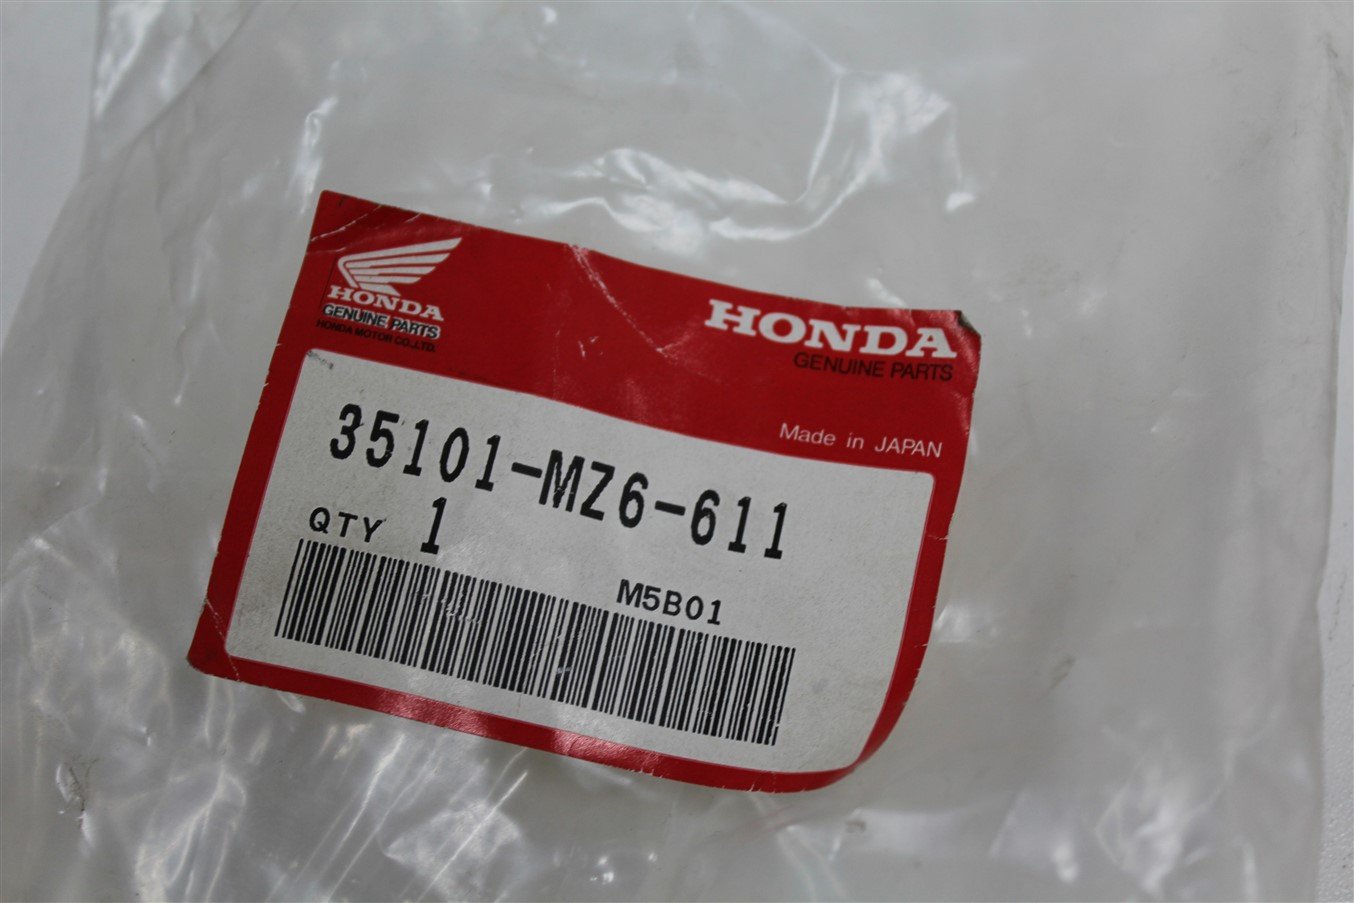 HONDA
GENUINE PARTS
HONDA MOTOR CO.,LTD.
HONDA
GENUINE PARTS
Made in JAPAN
35101-MZ6-611
QTY 1
M5B01